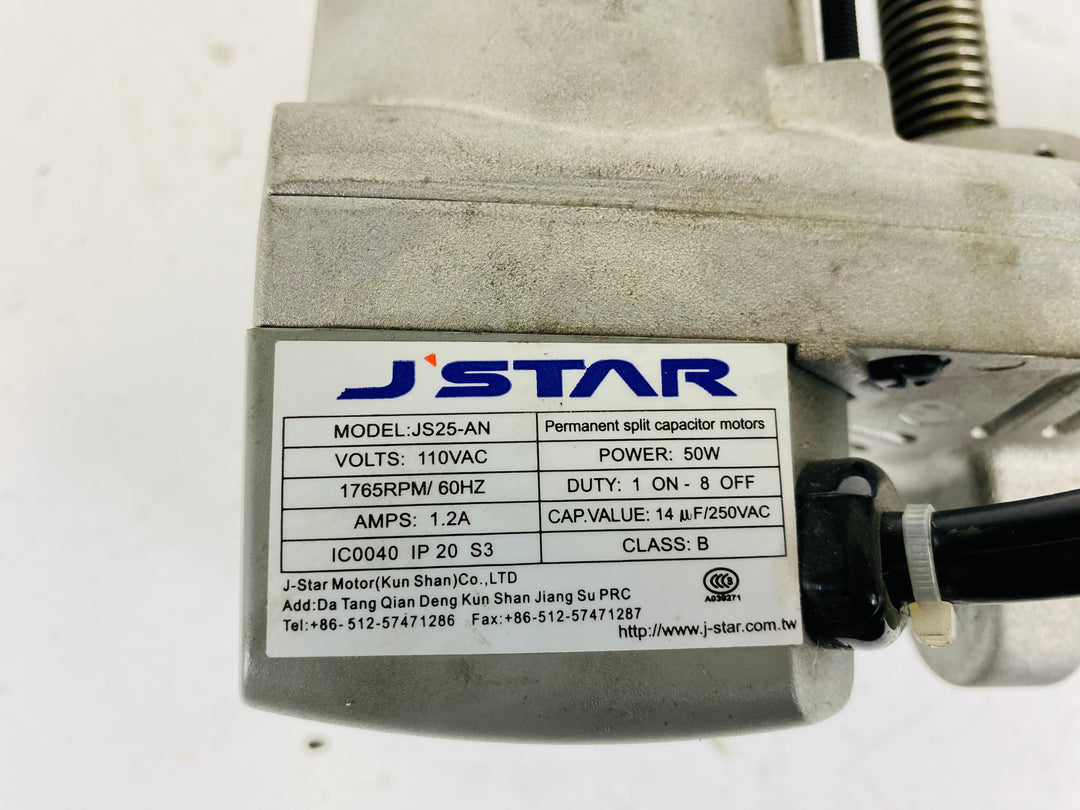 J'STAR
MODEL:JS25-AN Permanent split capacitor motors
VOLTS: 110VAC POWER: 50W
1765RPM/ 60HZ DUTY: 1 ON - 8 OFF
AMPS: 1.2A CAP.VALUE: 14 µF/250VAC
IC0040 IP 20 S3 CLASS: B
J-Star Motor(Kun Shan)Co.,LTD
Add:Da Tang Qian Deng Kun Shan Jiang Su PRC
Tel:+86-512-57471286 Fax:+86-512-57471287
http://www.j-star.com.tw
A039271